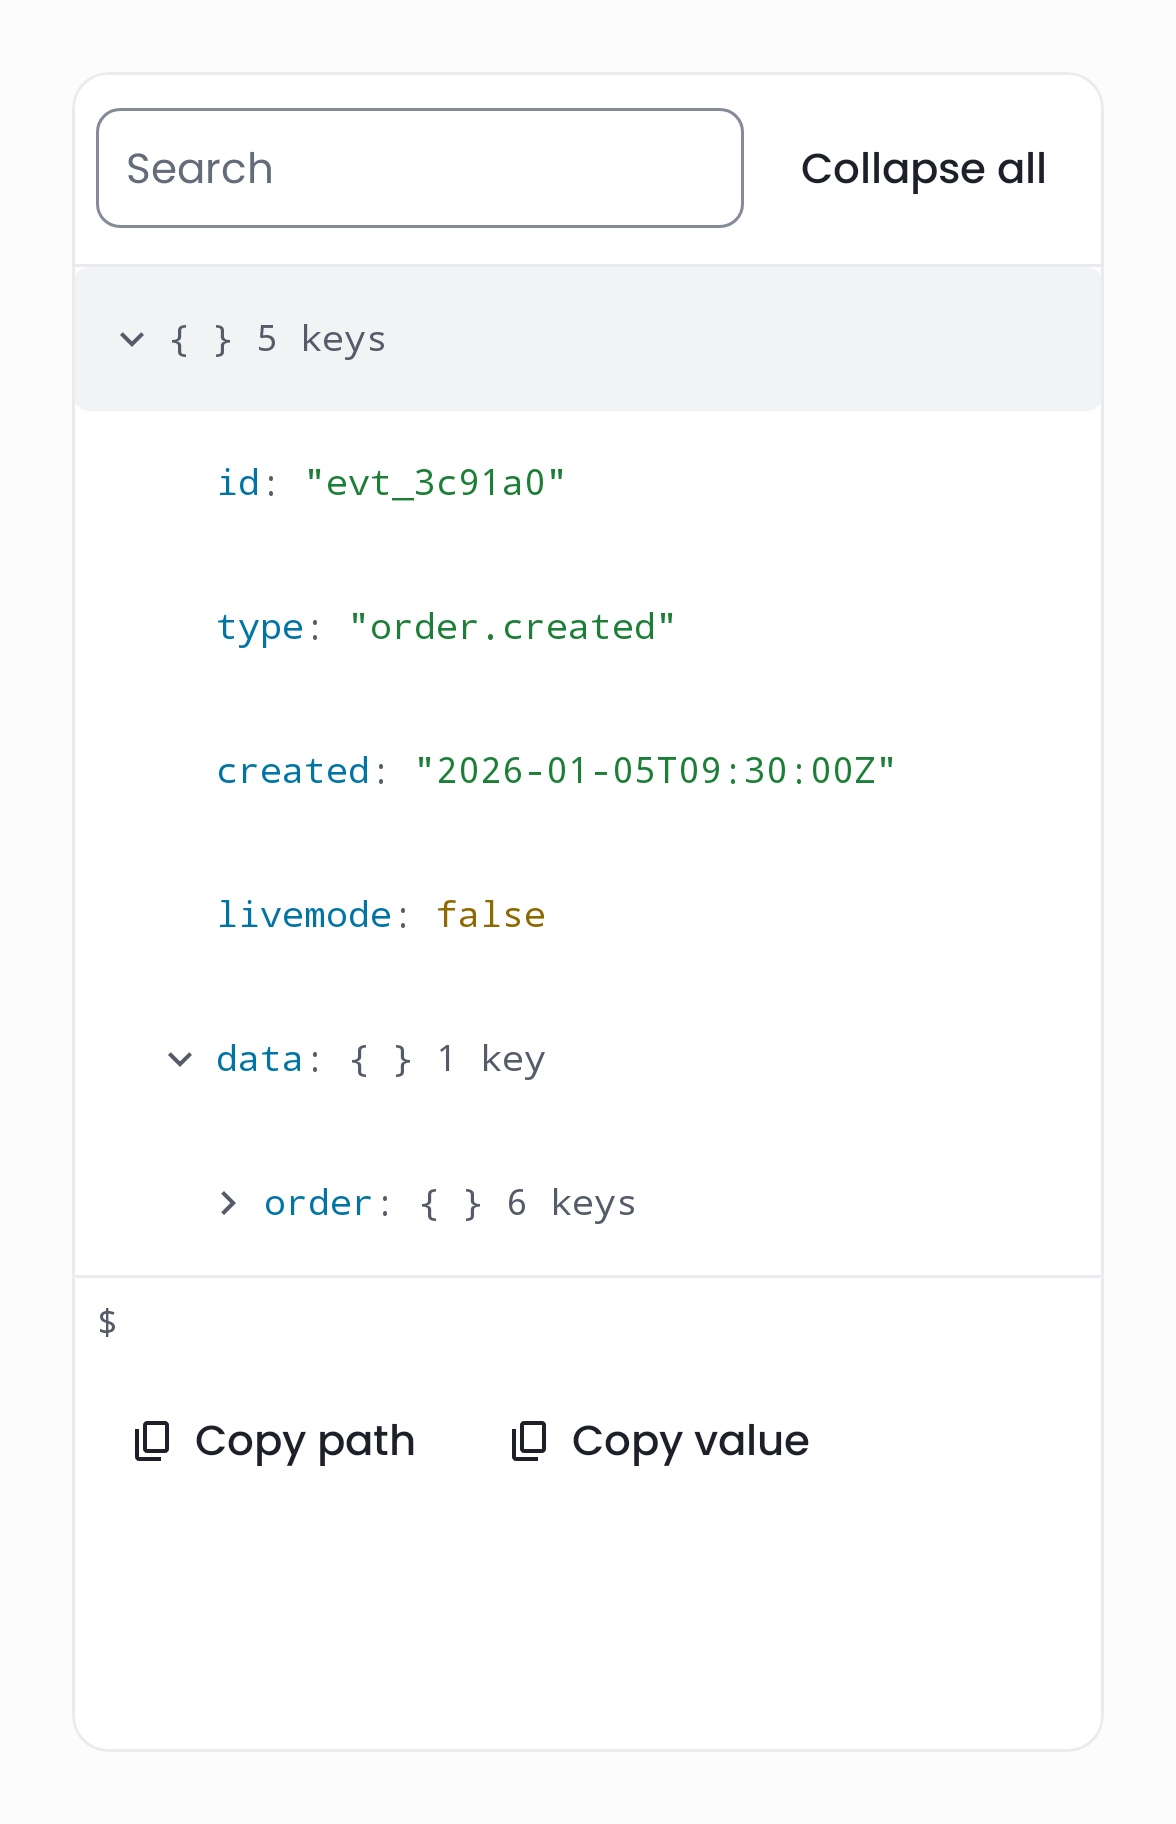 Search
Collapse all
{ } 5 keys
id: "evt_3c91a0"
type: "order.created"
created: "2026-01-05T09:30:00Z"
livemode: false
data: { } 1 key
order: { } 6 keys
$
Copy path
Copy value